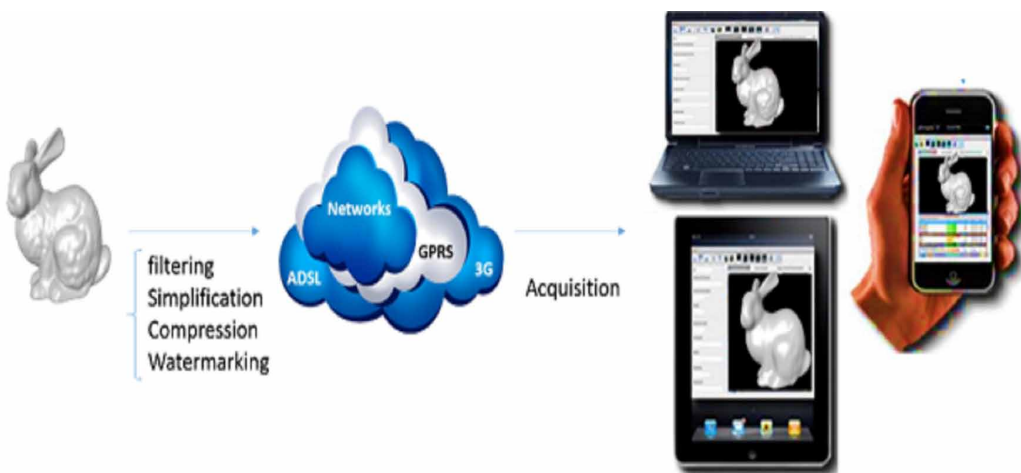 filtering
Simplification
Compression
Watermarking
Networks
ADSL
GPRS
3G
Acquisition